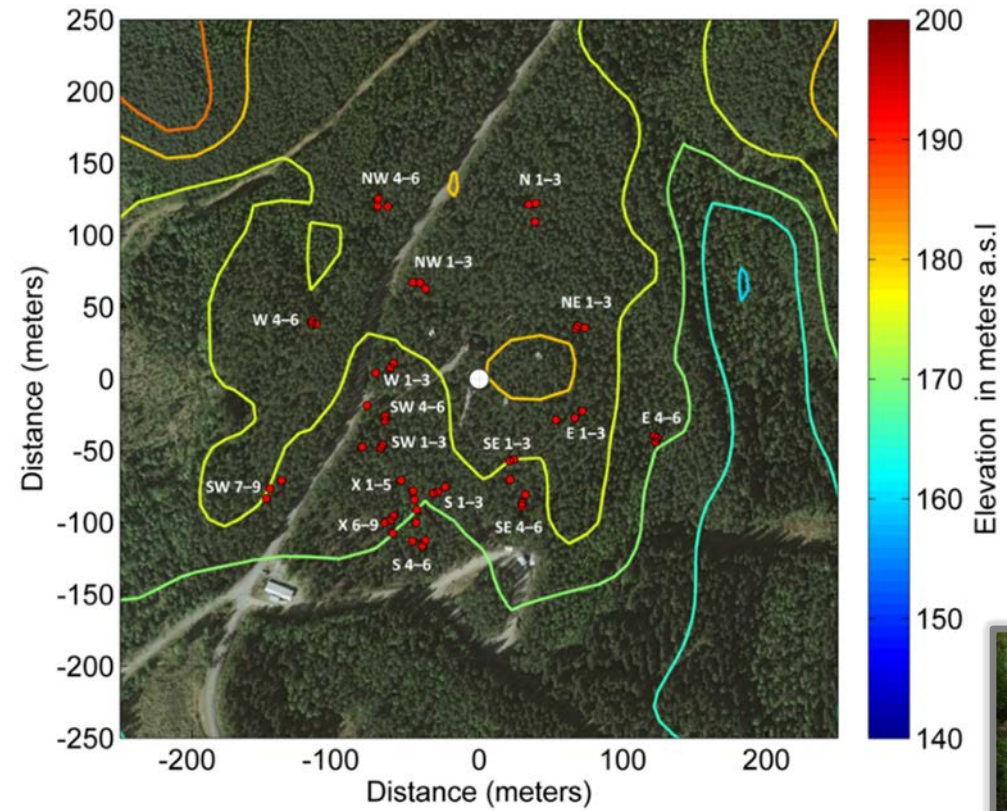 250
200
150
100
50
0
-50
-100
-150
-200
-250
Distance (meters)
-200
-100
0
100
200
Distance (meters)
NW 4–6
N 1–3
NW 1–3
NE 1–3
W 4–6
W 1–3
SW 4–6
E 4–6
E 1–3
SW 1–3
SE 1–3
SW 7–9
X 1–5
S 1–3
X 6–9
SE 4–6
S 4–6
200
190
180
170
160
150
140
Elevation in meters a.s.l